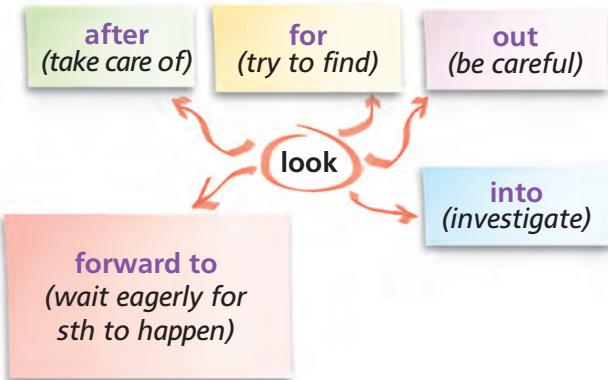 after
(take care of)
for
(try to find)
out
(be careful)
look
into
(investigate)
forward to
(wait eagerly for
sth to happen)